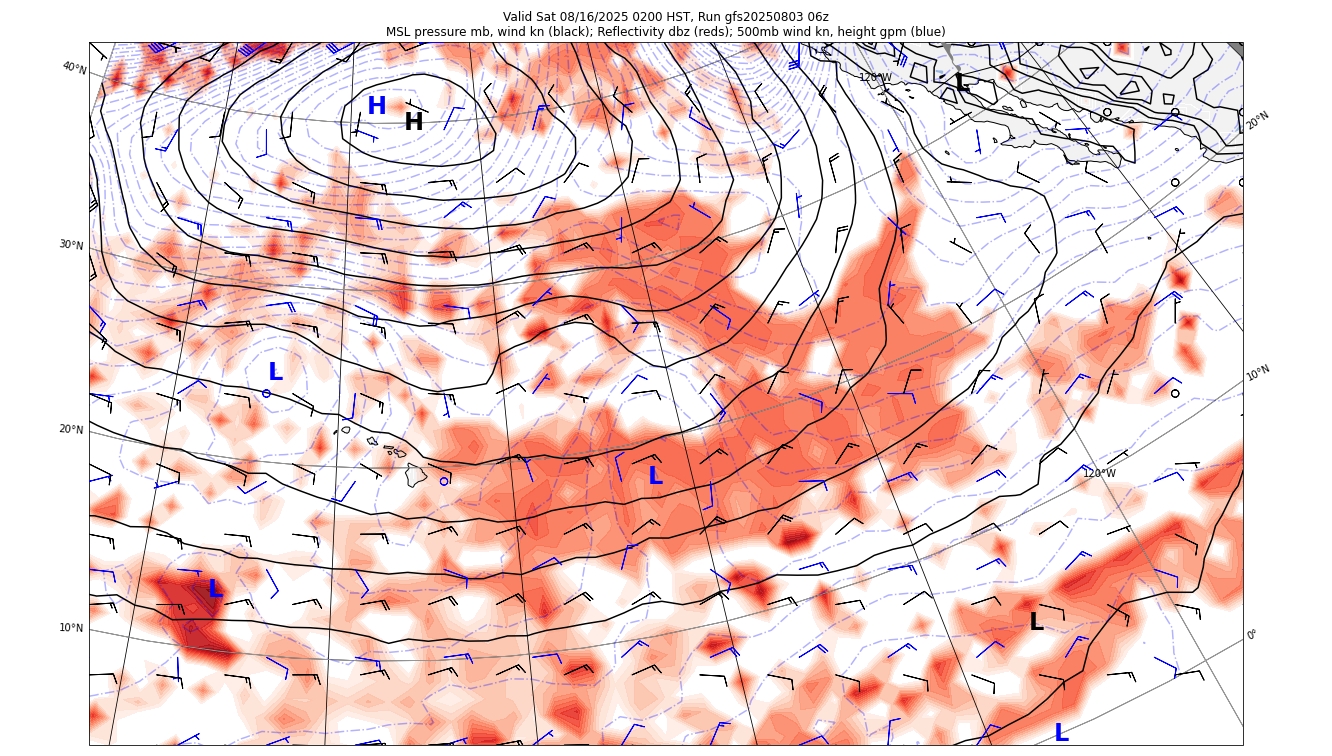 Valid Sat 08/16/2025 0200 HST, Run gfs20250803 06z
MSL pressure mb, wind kn (black); Reflectivity dbz (reds); 500mb wind kn, height gpm (blue)
40°N
120°W
L
H
H
20°N
30°N
L
10°N
20°N
L
120°W
L
10°N
L
0°
L